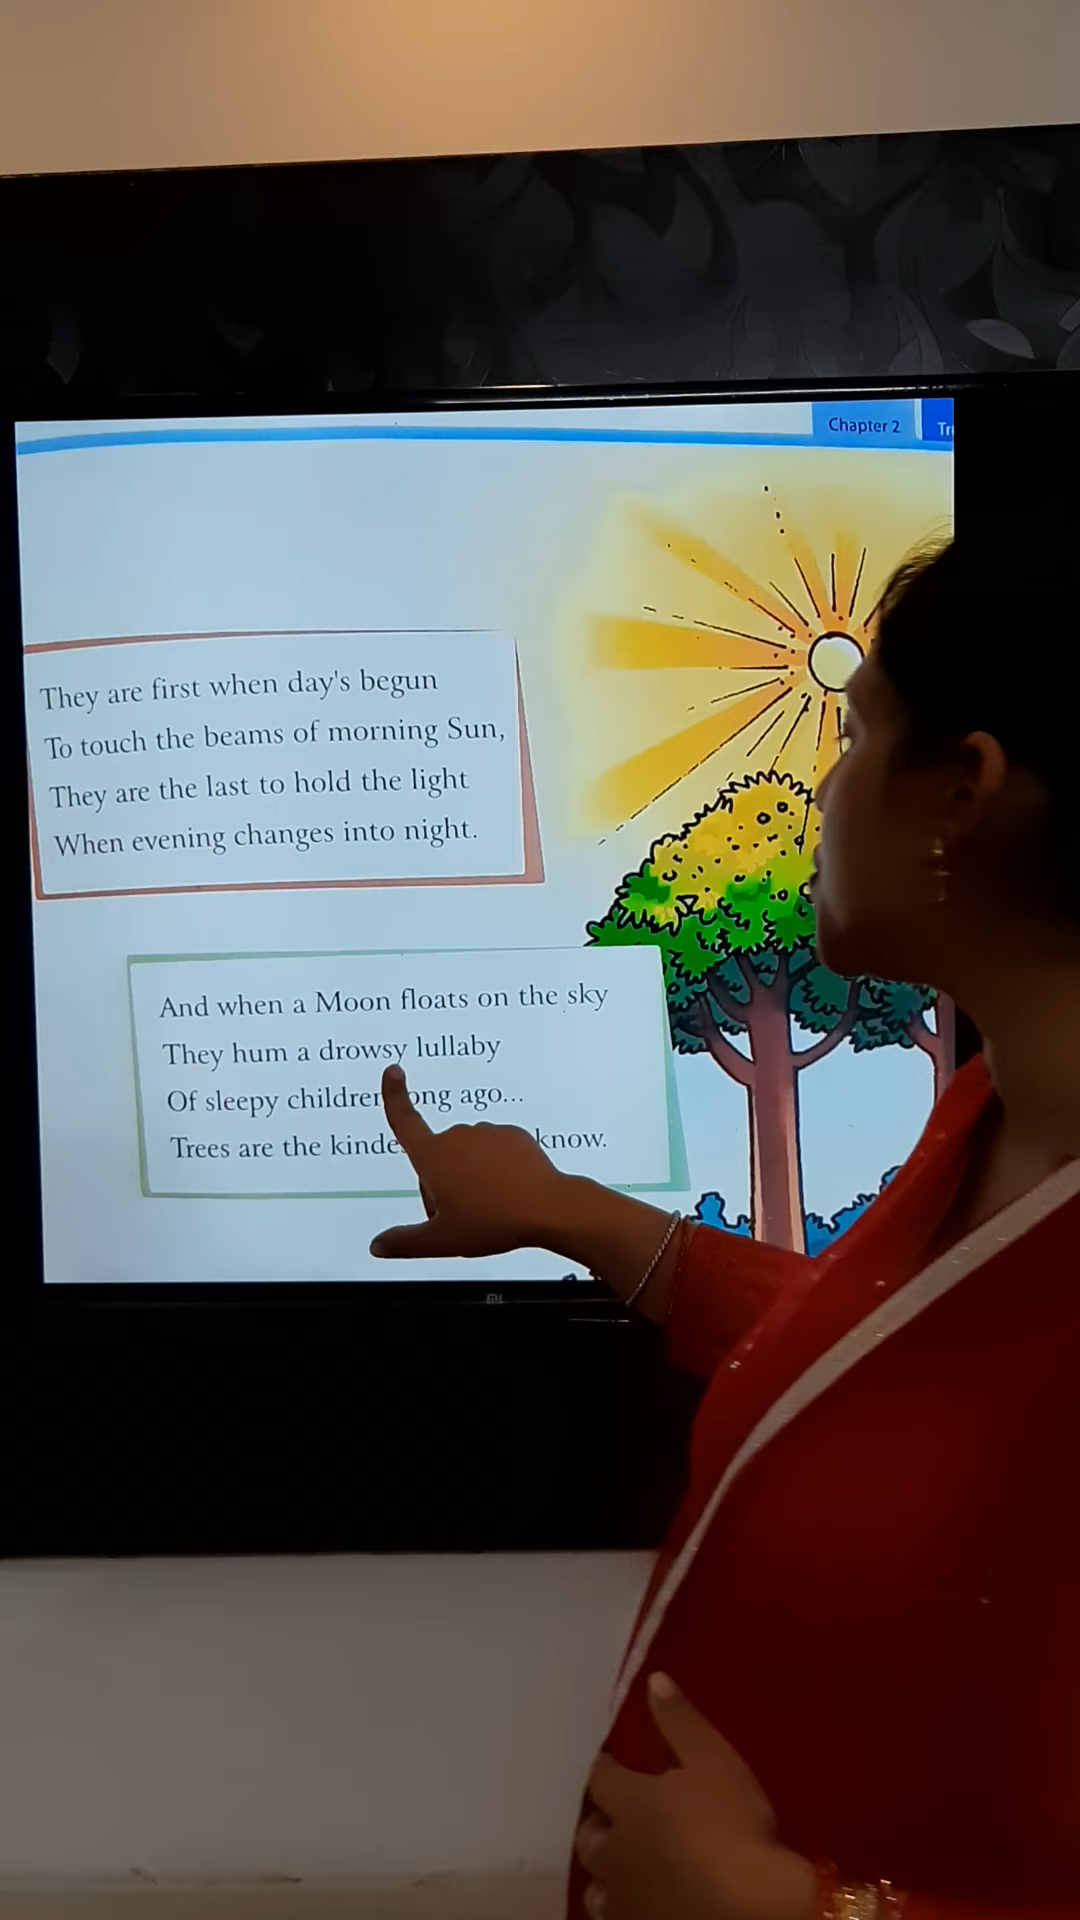 Chapter 2
They are first when day's begun
To touch the beams of morning Sun,
They are the last to hold the light
When evening changes into night.
And when a Moon floats on the sky
They hum a drowsy lullaby
Of sleepy children ago...
Trees are the know.